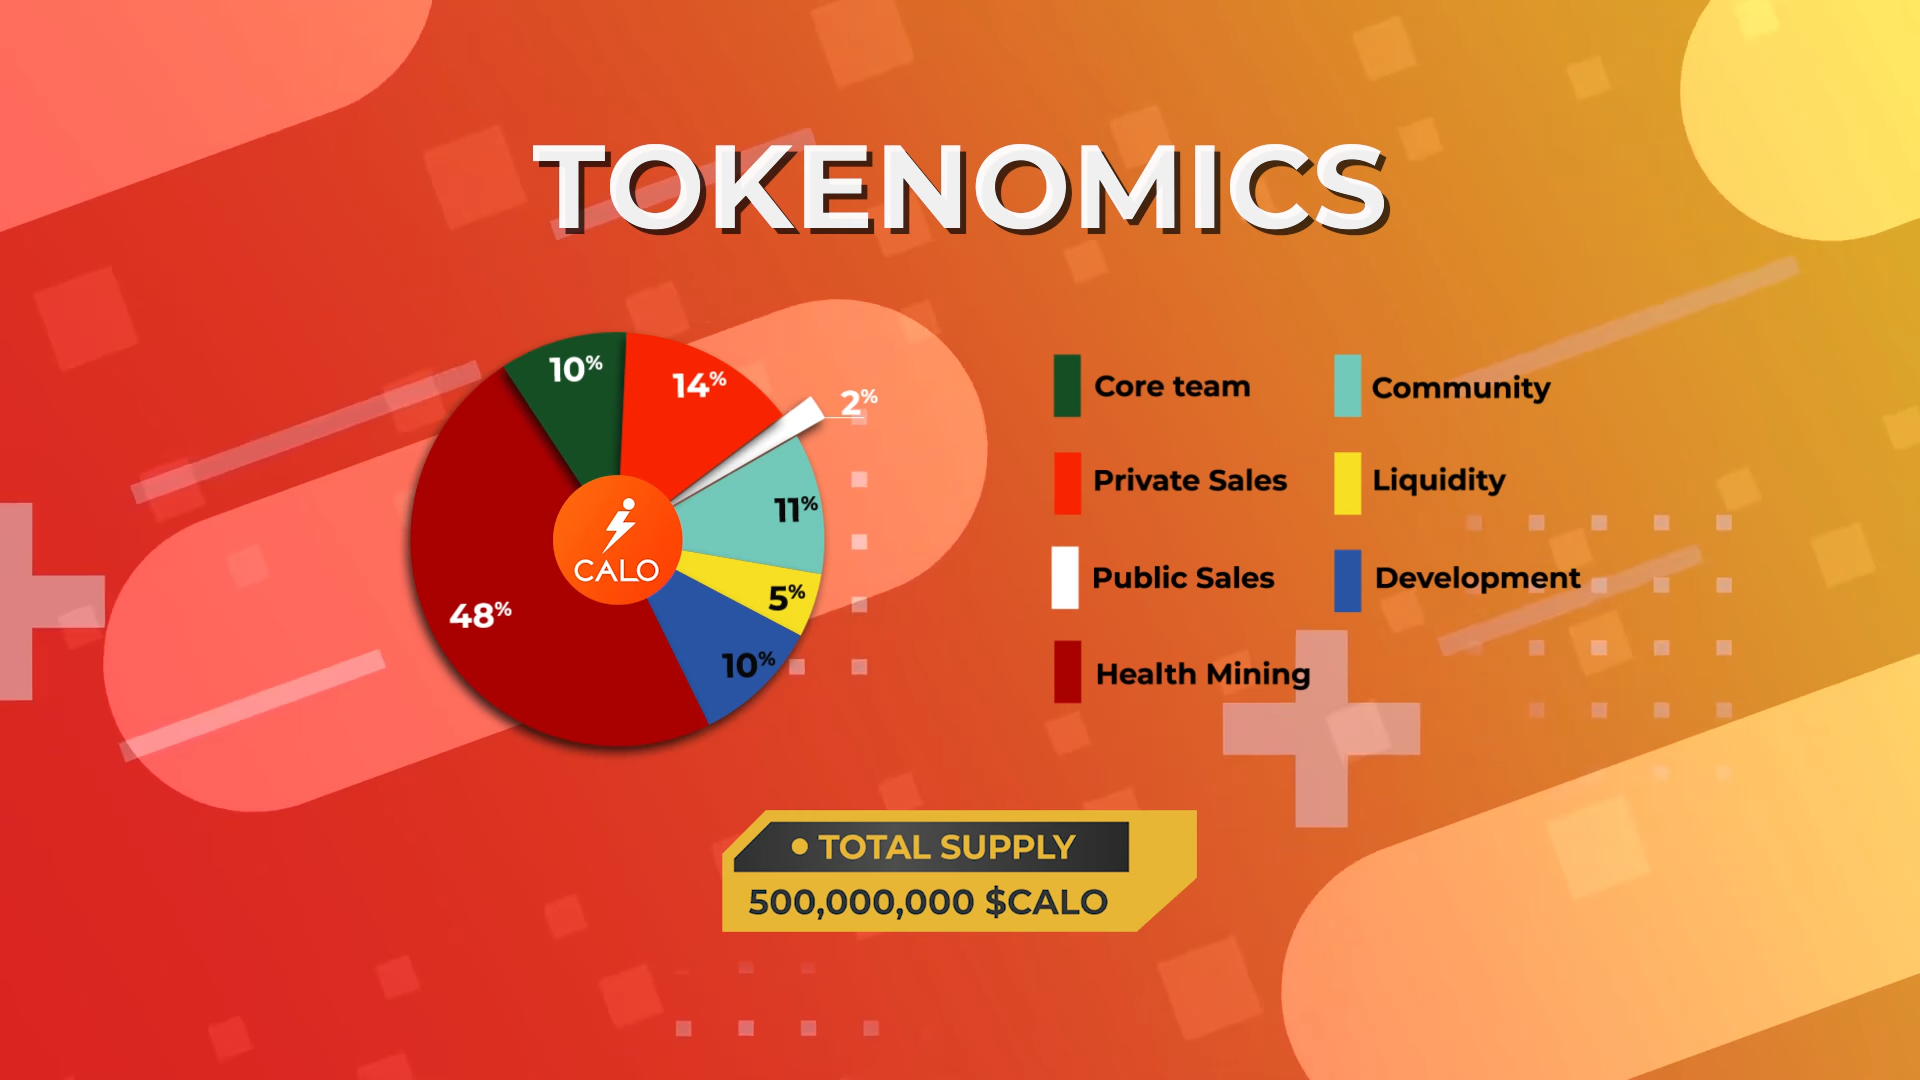 TOKENOMICS
10%
14%
2%
11%
5%
10%
48%
CALO
Core team
Private Sales
Public Sales
Health Mining
Community
Liquidity
Development
• TOTAL SUPPLY
500,000,000 $CALO